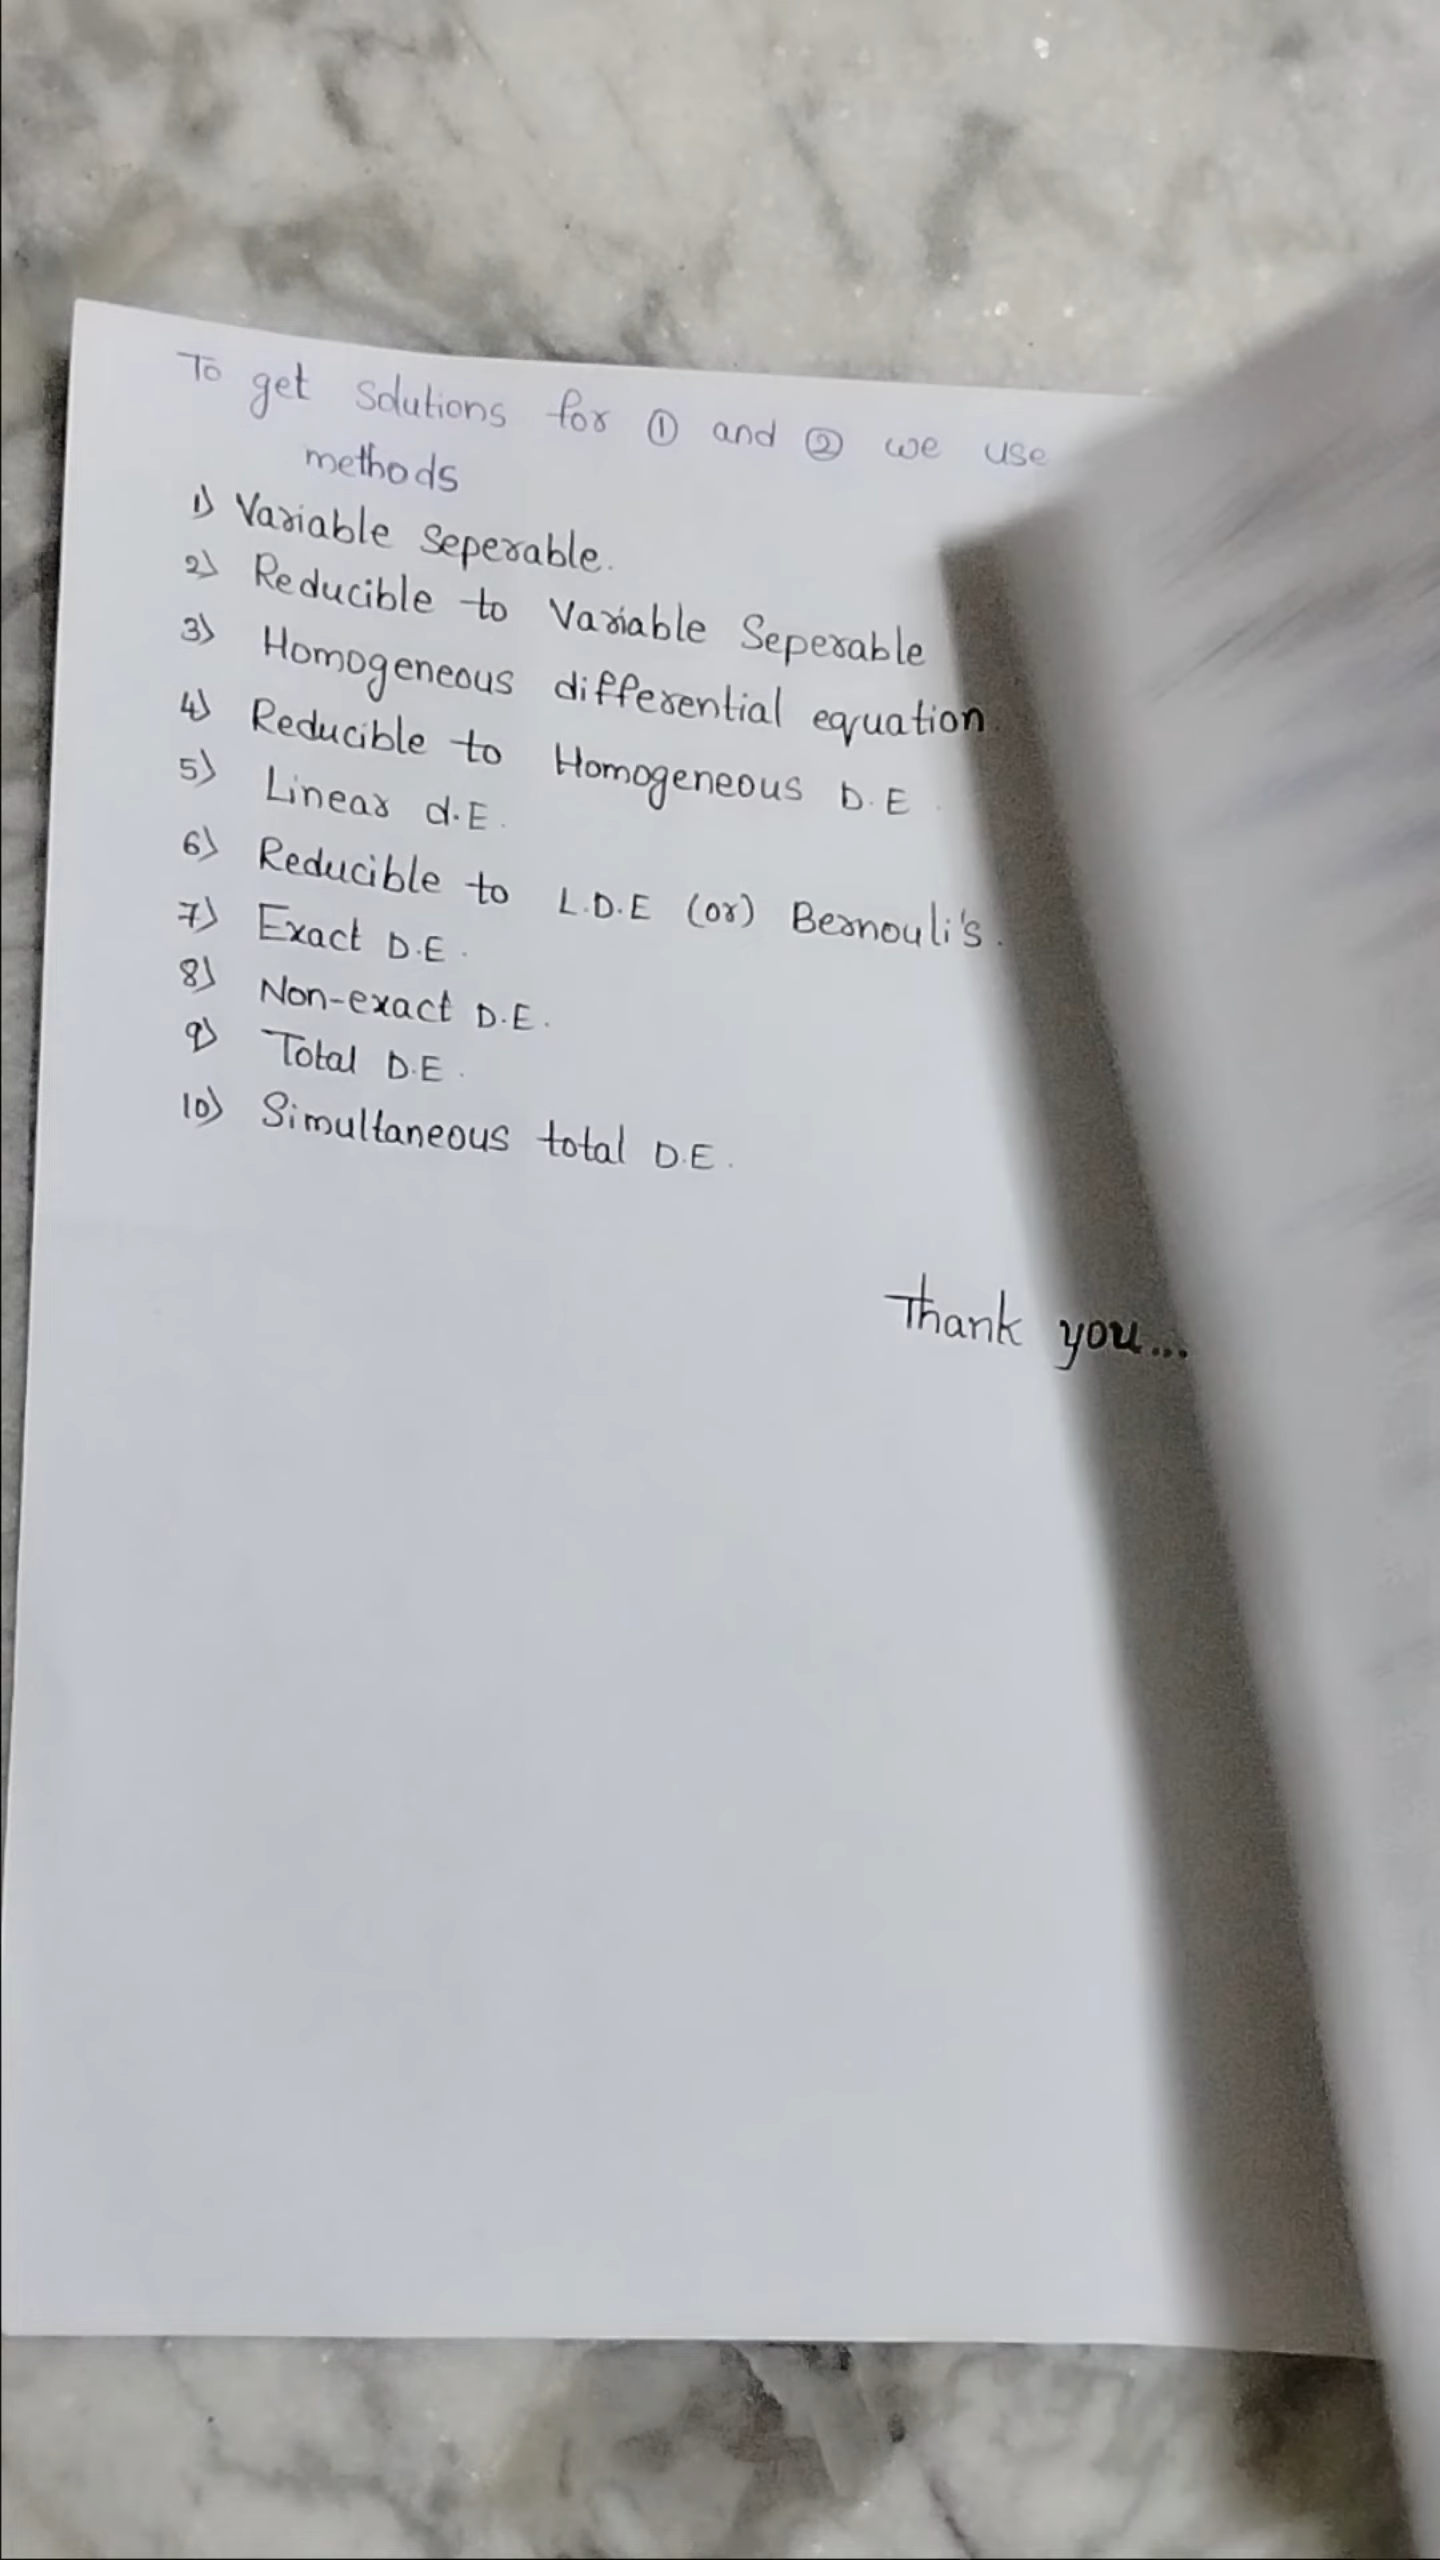 To get solutions for ① and ② we use
methods
1) Variable Seperable.
2) Reducible to Variable Seperable
3) Homogeneous differential equation.
4) Reducible to Homogeneous D.E.
5) Linear d.E.
6) Reducible to L.D.E (or) Bernouli's.
7) Exact D.E.
8) Non-exact D.E.
9) Total D.E.
10) Simultaneous total D.E.
Thank you...